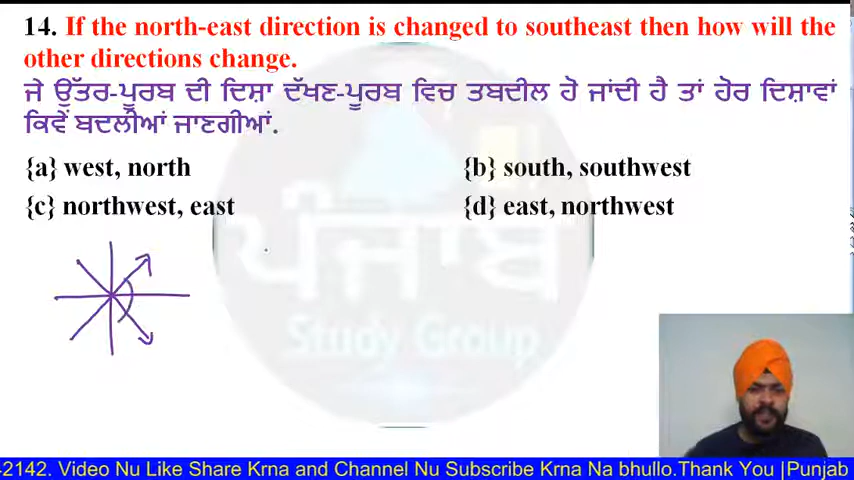 14. If the north-east direction is changed to southeast then how will the
other directions change.
ਜੇ ਉੱਤਰ-ਪੂਰਬ ਦੀ ਦਿਸ਼ਾ ਦੱਖਣ-ਪੂਰਬ ਵਿਚ ਤਬਦੀਲ ਹੋ ਜਾਂਦੀ ਹੈ ਤਾਂ ਹੋਰ ਦਿਸ਼ਾਵਾਂ
ਕਿਵੇਂ ਬਦਲੀਆਂ ਜਾਣਗੀਆਂ.
{a} west, north {b} south, southwest
{c} northwest, east {d} east, northwest
ਪੰਜਾਬ
Study Group
-2142. Video Nu Like Share Krna and Channel Nu Subscribe Krna Na bhullo.Thank You |Punjab